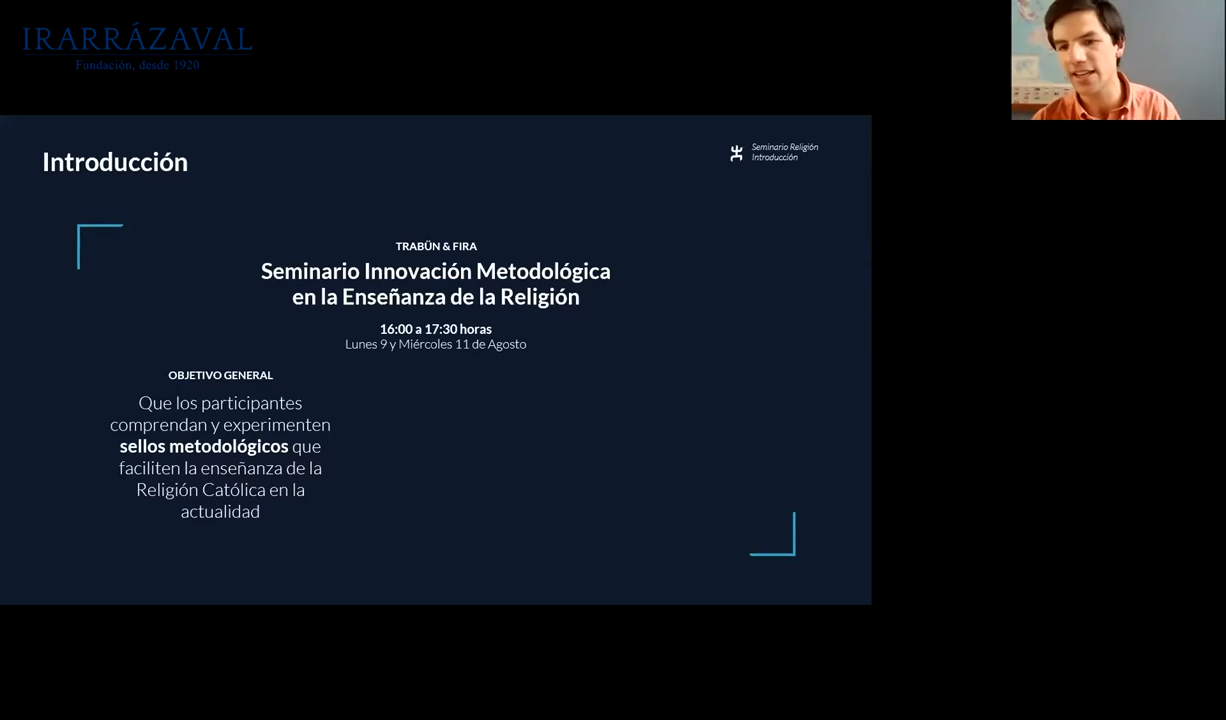 IRARRÁZAVAL
Fundación, desde 1920
Introducción
Seminario Religión
Introducción
TRABÜN & FIRA
Seminario Innovación Metodológica
en la Enseñanza de la Religión
16:00 a 17:30 horas
Lunes 9 y Miércoles 11 de Agosto
OBJETIVO GENERAL
Que los participantes
comprendan y experimenten
sellos metodológicos que
faciliten la enseñanza de la
Religión Católica en la
actualidad